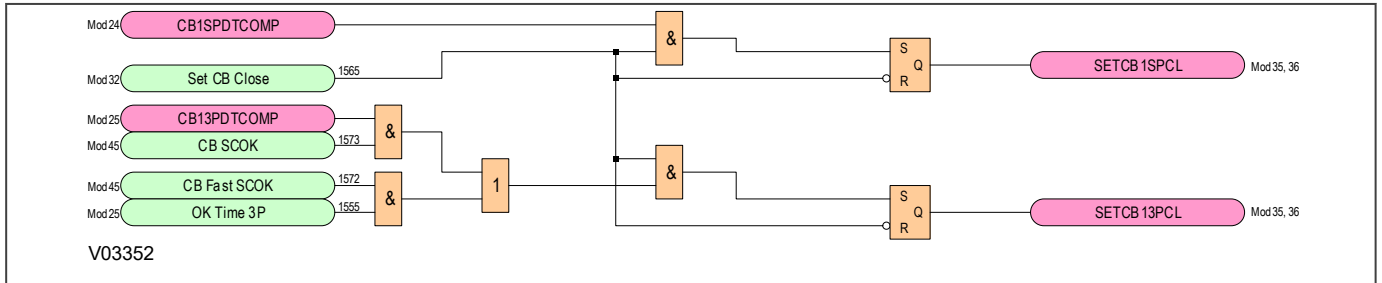 Mod 24 CB1SPDTCOMP
&
S
Q
R
SETCB1SPCL Mod 35, 36
Mod 32 Set CB Close 1565
Mod 25 CB13PDTCOMP
&
Mod 45 CB SCOK 1573
1
&
Mod 45 CB Fast SCOK 1572
&
Mod 25 OK Time 3P 1555
S
Q
R
SETCB13PCL Mod 35, 36
V03352